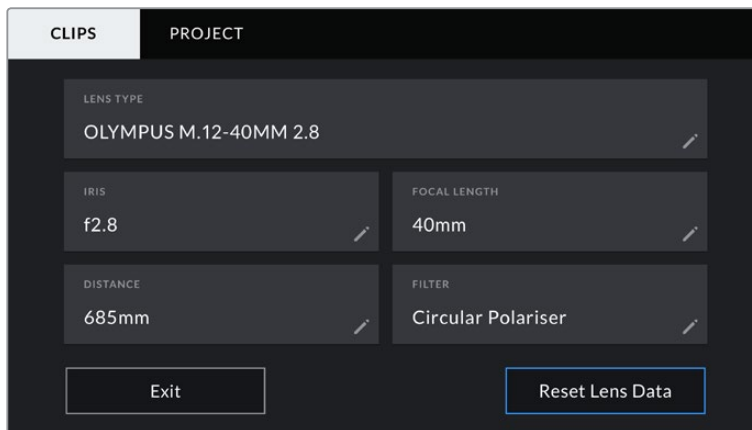 CLIPS
PROJECT
LENS TYPE
OLYMPUS M.12-40MM 2.8
IRIS
f2.8
FOCAL LENGTH
40mm
DISTANCE
685mm
FILTER
Circular Polariser
Exit
Reset Lens Data